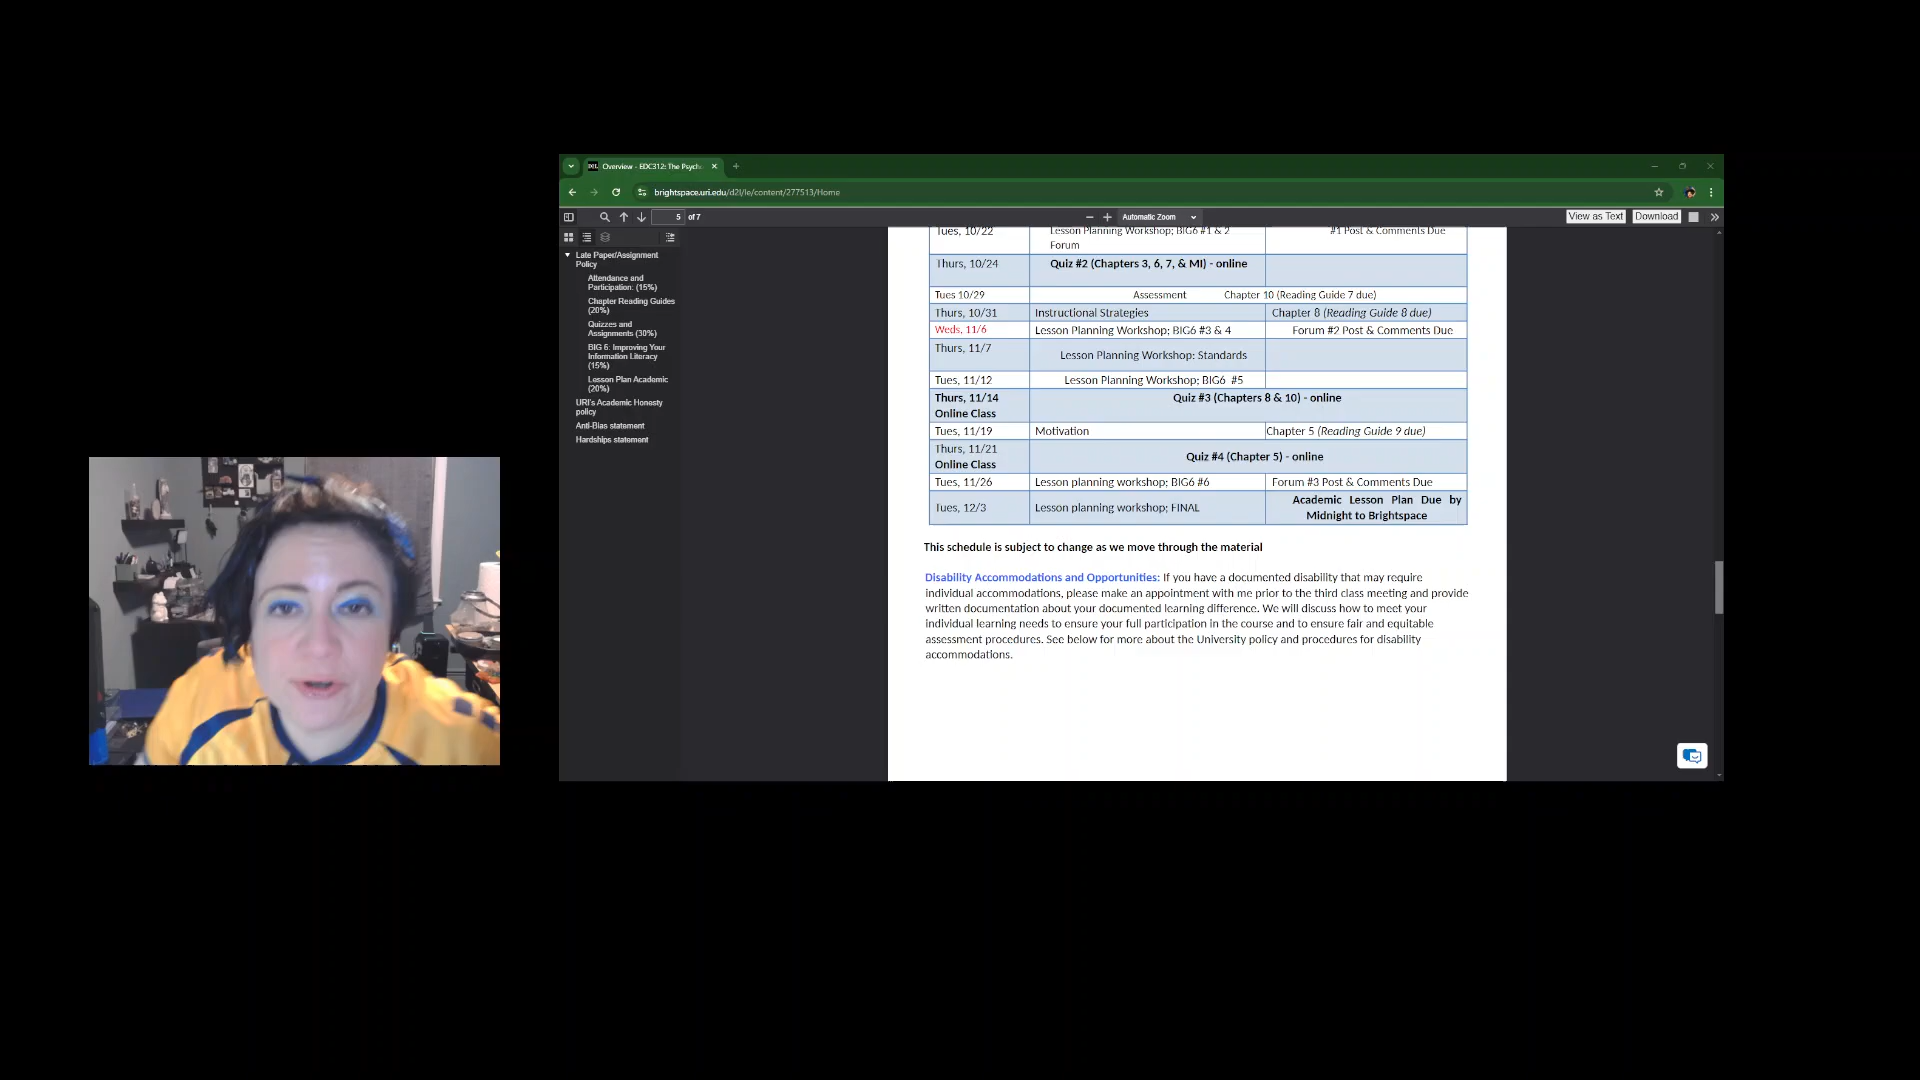 Overview - EDC312: The Psych
brightspace.uri.edu/d2l/le/content/277513/Home
5 of 7
Automatic Zoom
View as Text
Download
Late Paper/Assignment
Policy
Attendance and
Participation: (15%)
Chapter Reading Guides
(20%)
Quizzes and
Assignments (30%)
BIG 6: Improving Your
Information Literacy
(15%)
Lesson Plan Academic
(20%)
URI's Academic Honesty
policy
Anti-Bias statement
Hardships statement
Tues, 10/22 Lesson Planning Workshop; BIG6 #1 & 2 #1 Post & Comments Due
Forum
Thurs, 10/24 Quiz #2 (Chapters 3, 6, 7, & MI) - online
Tues 10/29 Assessment Chapter 10 (Reading Guide 7 due)
Thurs, 10/31 Instructional Strategies Chapter 8 (Reading Guide 8 due)
Weds, 11/6 Lesson Planning Workshop; BIG6 #3 & 4 Forum #2 Post & Comments Due
Thurs, 11/7 Lesson Planning Workshop: Standards
Tues, 11/12 Lesson Planning Workshop; BIG6 #5
Thurs, 11/14 Quiz #3 (Chapters 8 & 10) - online
Online Class
Tues, 11/19 Motivation Chapter 5 (Reading Guide 9 due)
Thurs, 11/21 Quiz #4 (Chapter 5) - online
Online Class
Tues, 11/26 Lesson planning workshop; BIG6 #6 Forum #3 Post & Comments Due
Tues, 12/3 Lesson planning workshop; FINAL Academic Lesson Plan Due by
Midnight to Brightspace
This schedule is subject to change as we move through the material
Disability Accommodations and Opportunities: If you have a documented disability that may require
individual accommodations, please make an appointment with me prior to the third class meeting and provide
written documentation about your documented learning difference. We will discuss how to meet your
individual learning needs to ensure your full participation in the course and to ensure fair and equitable
assessment procedures. See below for more about the University policy and procedures for disability
accommodations.